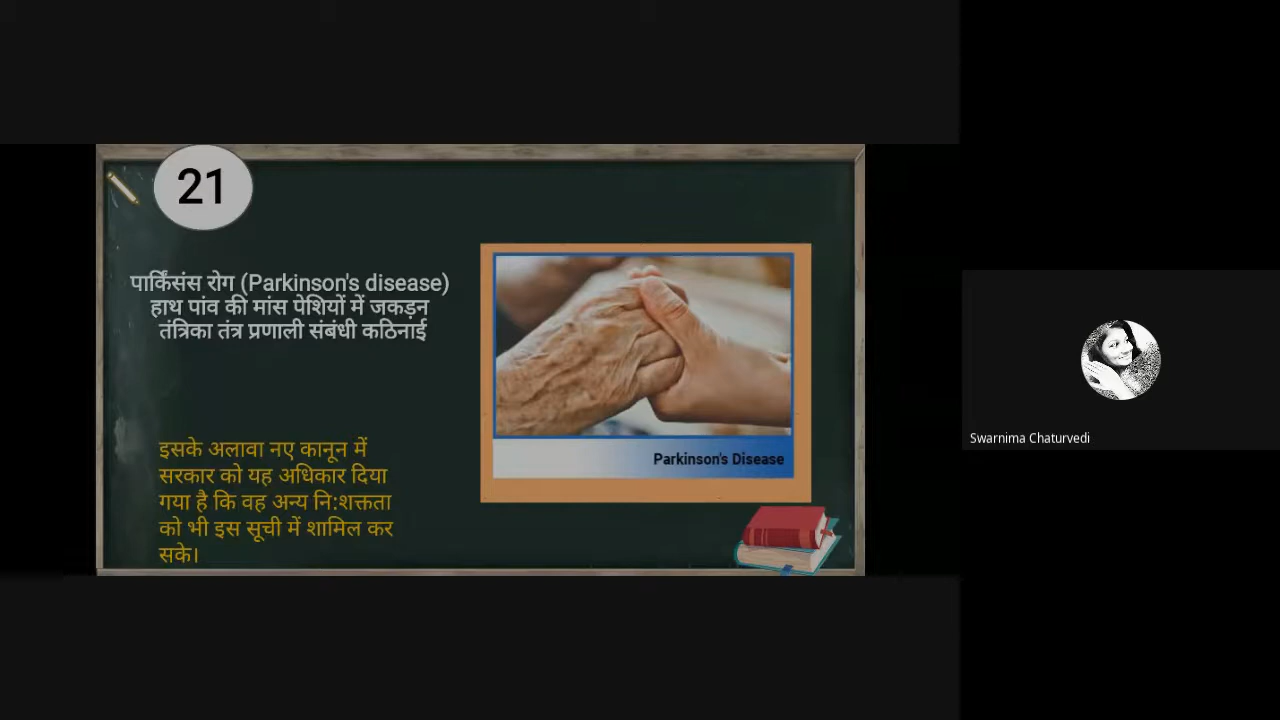 21
पार्किंसंस रोग (Parkinson's disease)
हाथ पांव की मांस पेशियों में जकड़न
तंत्रिका तंत्र प्रणाली संबंधी कठिनाई
इसके अलावा नए कानून में
सरकार को यह अधिकार दिया
गया है कि वह अन्य नि:शक्तता
को भी इस सूची में शामिल कर
सके।
Parkinson's Disease
Swarnima Chaturvedi